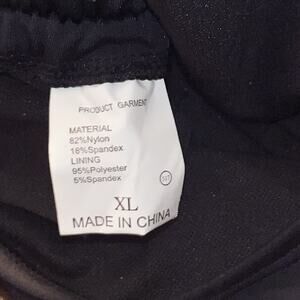 PRODUCT GARMENT
MATERIAL
82%Nylon
18%Spandex
LINING
95%Polyester
5%Spandex
XL
MADE IN CHINA